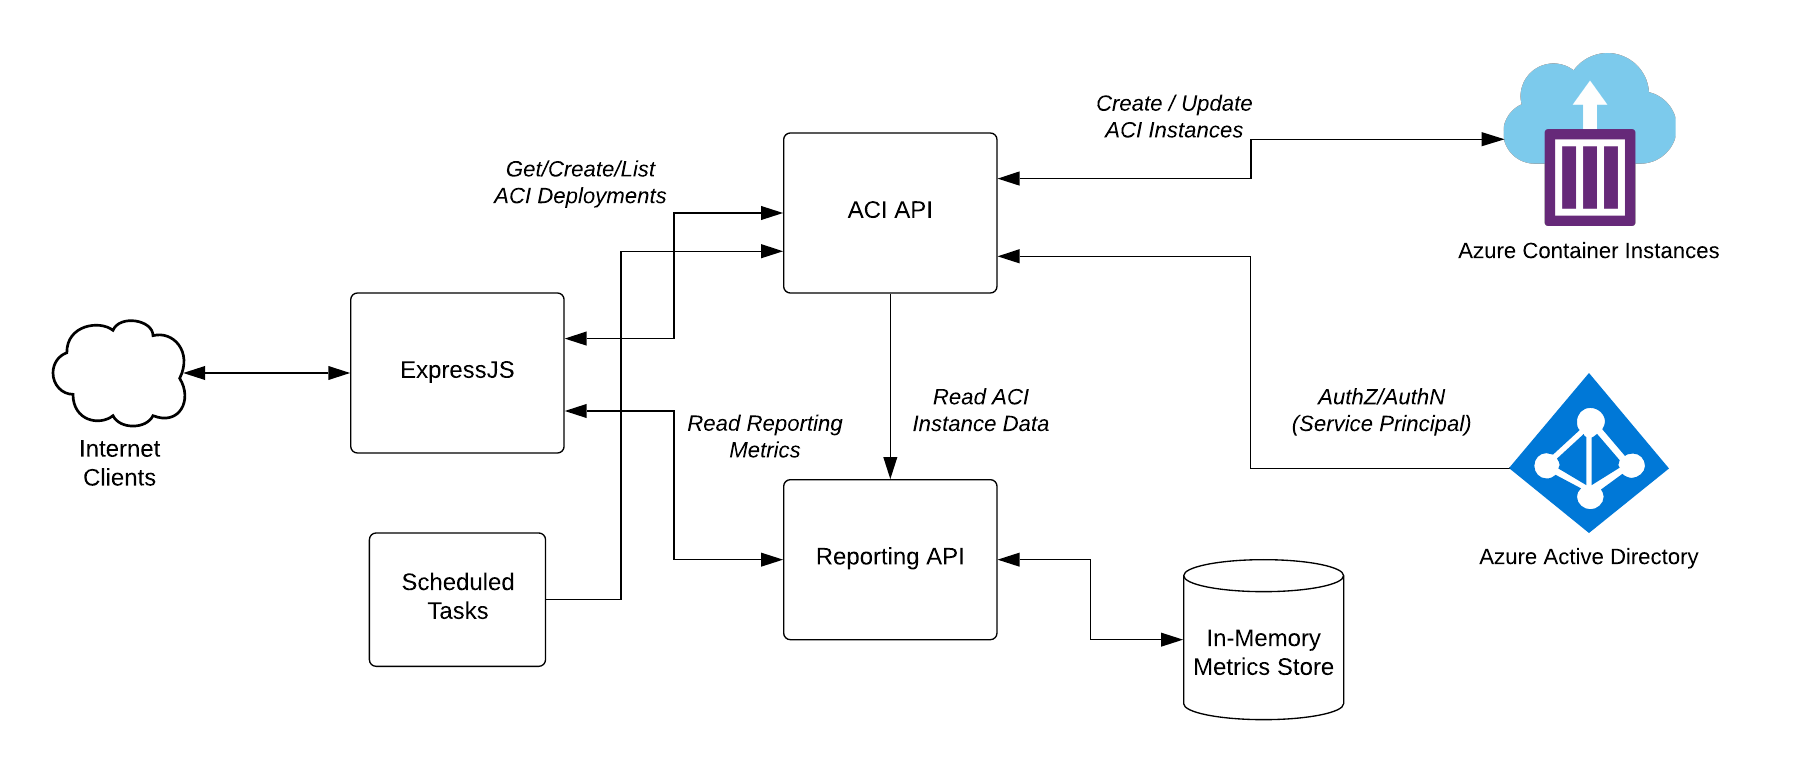 Create / Update
ACI Instances
Get/Create/List
ACI Deployments
ACI API
Azure Container Instances
ExpressJS
Internet
Clients
Read Reporting
Metrics
Read ACI
Instance Data
AuthZ/AuthN
(Service Principal)
Scheduled
Tasks
Reporting API
Azure Active Directory
In-Memory
Metrics Store